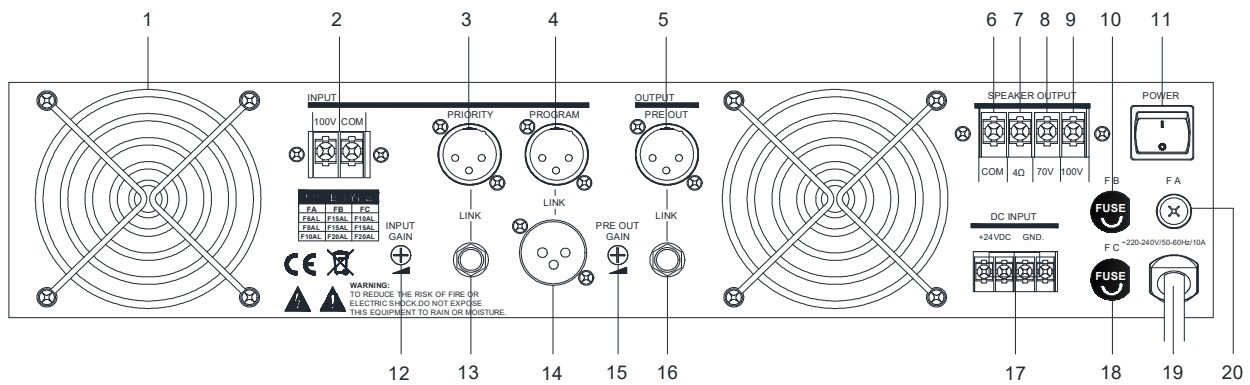 1 2 3 4 5 6 7 8 9 10 11
INPUT
100V COM
PRIORITY
PROGRAM
OUTPUT
PRE OUT
SPEAKER OUTPUT
COM 4Ω 70V 100V
POWER
FA FB FC
F6AL F15AL F10AL
F8AL F15AL F15AL
F10AL F20AL F20AL
INPUT
GAIN
LINK
LINK
PRE OUT
GAIN
LINK
DC INPUT
+24VDC GND.
F B
FUSE
F A
F C
FUSE
~220-240V/50-60Hz/10A
CE
WARNING:
TO REDUCE THE RISK OF FIRE OR
ELECTRIC SHOCK.DO NOT EXPOSE
THIS EQUIPMENT TO RAIN OR MOISTURE.
12 13 14 15 16 17 18 19 20